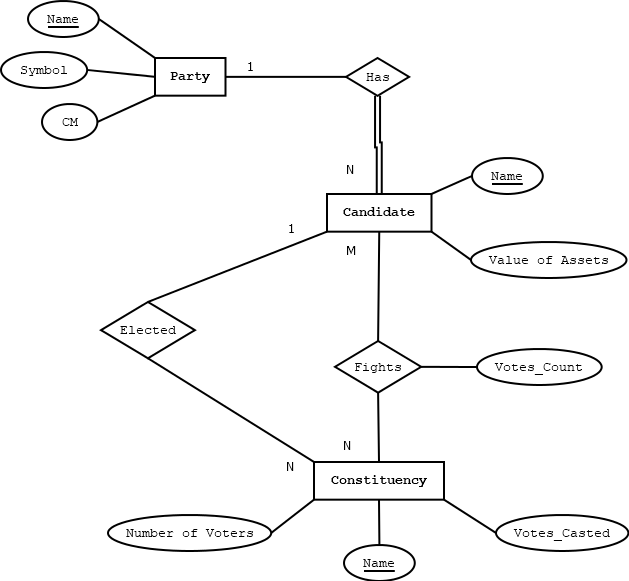 Name
Symbol
CM
Party
1
Has
N
Name
Candidate
Value of Assets
1
M
Elected
Fights
Votes_Count
N
N
Constituency
Number of Voters
Name
Votes_Casted